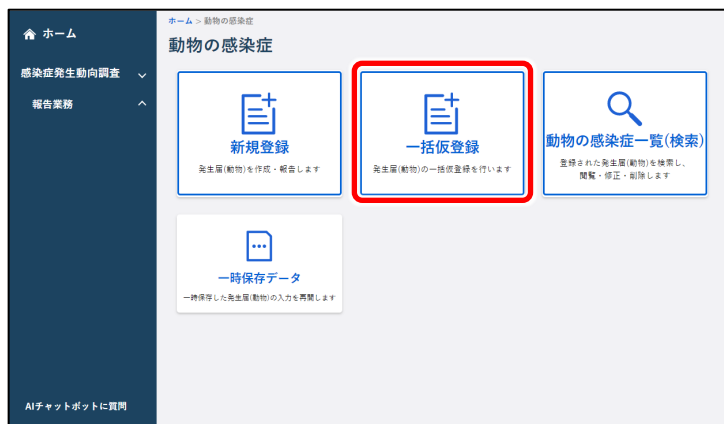 ホーム
感染症発生動向調査
報告業務
AIチャットボットに質問
ホーム > 動物の感染症
動物の感染症
新規登録
発生届(動物)を作成・報告します
一括仮登録
発生届(動物)の一括仮登録を行います
動物の感染症一覧(検索)
登録された発生届(動物)を検索し、
閲覧・修正・削除します
一時保存データ
一時保存した発生届(動物)の入力を再開します